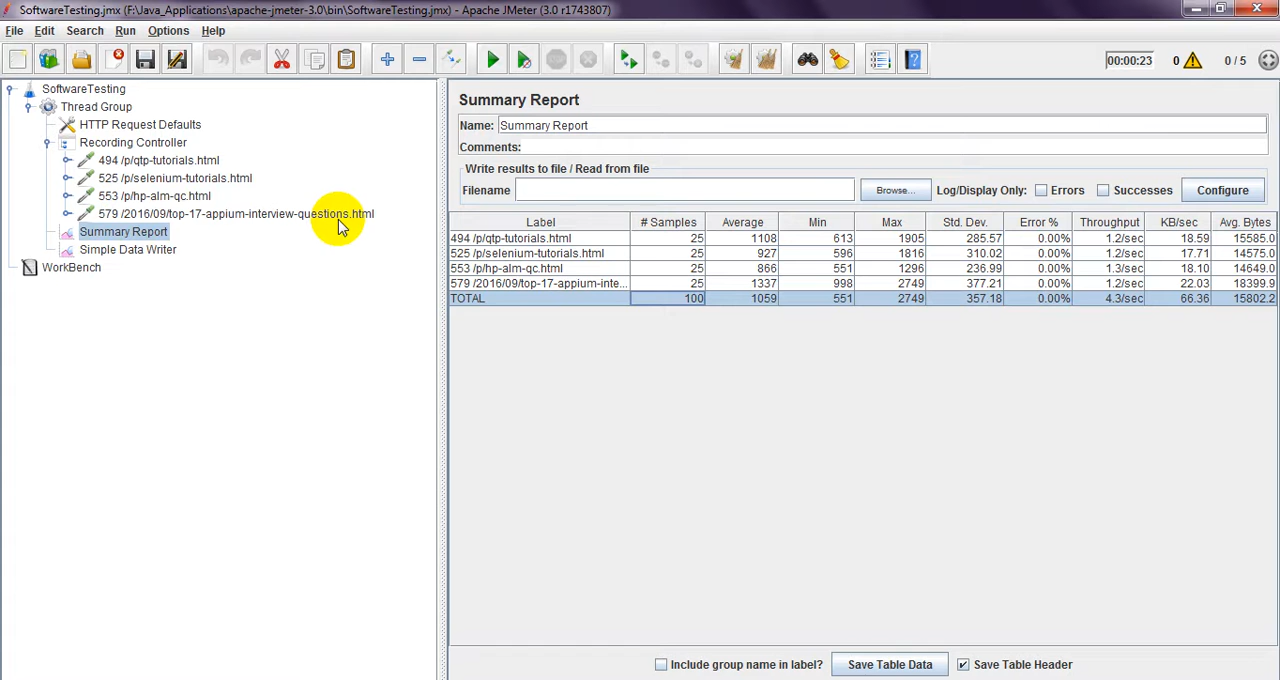 SoftwareTesting.jmx (F:\Java_Applications\apache-jmeter-3.0\bin\SoftwareTesting.jmx) - Apache JMeter (3.0 r1743807)
File Edit Search Run Options Help
00:00:23 0 0 / 5
SoftwareTesting
Thread Group
HTTP Request Defaults
Recording Controller
494 /p/qtp-tutorials.html
525 /p/selenium-tutorials.html
553 /p/hp-alm-qc.html
579 /2016/09/top-17-appium-interview-questions.html
Summary Report
Simple Data Writer
WorkBench
Summary Report
Name: Summary Report
Comments:
Write results to file / Read from file
Filename Browse... Log/Display Only: Errors Successes Configure
Label # Samples Average Min Max Std. Dev. Error % Throughput KB/sec Avg. Bytes
494 /p/qtp-tutorials.html 25 1108 613 1905 285.57 0.00% 1.2/sec 18.59 15585.0
525 /p/selenium-tutorials.html 25 927 596 1816 310.02 0.00% 1.2/sec 17.71 14575.0
553 /p/hp-alm-qc.html 25 866 551 1296 236.99 0.00% 1.3/sec 18.10 14649.0
579 /2016/09/top-17-appium-inte... 25 1337 998 2749 377.21 0.00% 1.2/sec 22.03 18399.9
TOTAL 100 1059 551 2749 357.18 0.00% 4.3/sec 66.36 15802.2
Include group name in label? Save Table Data Save Table Header